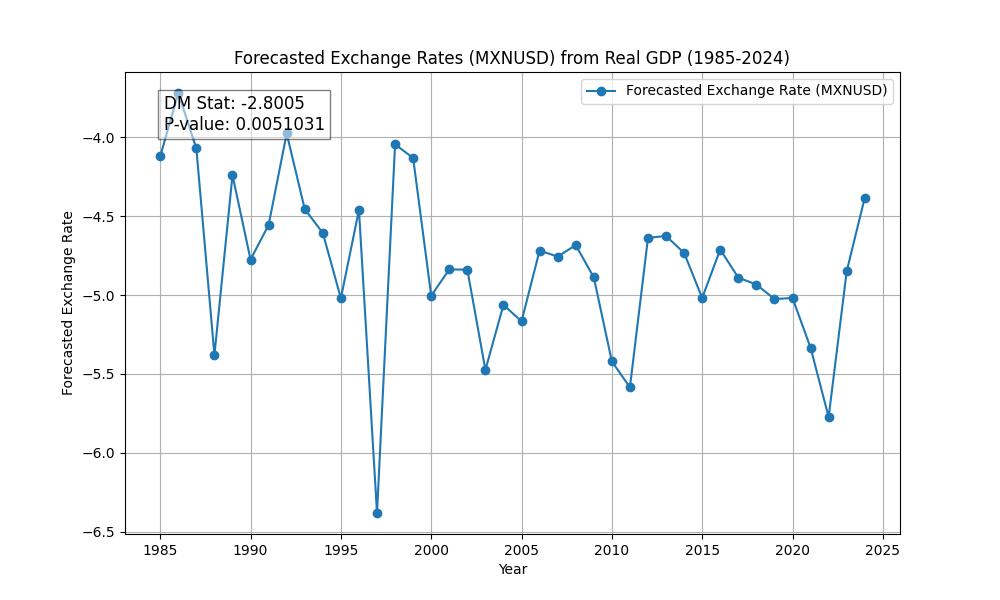 Forecasted Exchange Rates (MXNUSD) from Real GDP (1985-2024)
DM Stat: -2.8005
P-value: 0.0051031
Forecasted Exchange Rate (MXNUSD)
Forecasted Exchange Rate
−4.0
−4.5
−5.0
−5.5
−6.0
−6.5
1985 1990 1995 2000 2005 2010 2015 2020 2025
Year